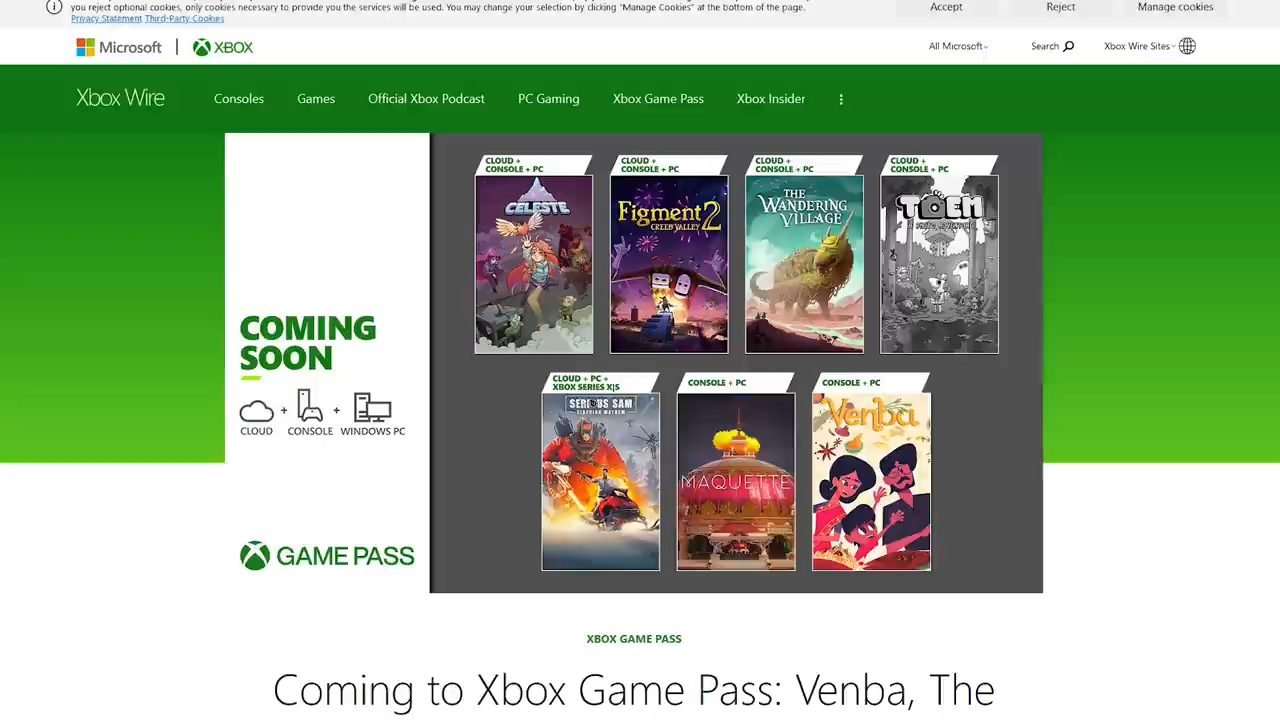 you reject optional cookies, only cookies necessary to provide you the services will be used. You may change your selection by clicking "Manage Cookies" at the bottom of the page.
Privacy Statement Third-Party Cookies
Accept
Reject
Manage cookies
Microsoft
XBOX
All Microsoft
Search
Xbox Wire Sites
Xbox Wire
Consoles
Games
Official Xbox Podcast
PC Gaming
Xbox Game Pass
Xbox Insider
COMING
SOON
CLOUD + CONSOLE + WINDOWS PC
GAME PASS
CLOUD +
CONSOLE + PC
CELESTE
CLOUD +
CONSOLE + PC
Figment 2
CREED VALLEY
CLOUD +
CONSOLE + PC
THE
WANDERING
VILLAGE
CLOUD +
CONSOLE + PC
TOEM
A PHOTO ADVENTURE
CLOUD + PC +
XBOX SERIES X|S
SERIOUS SAM
SIBERIAN MAYHEM
CONSOLE + PC
MAQUETTE
CONSOLE + PC
Venba
XBOX GAME PASS
Coming to Xbox Game Pass: Venba, The